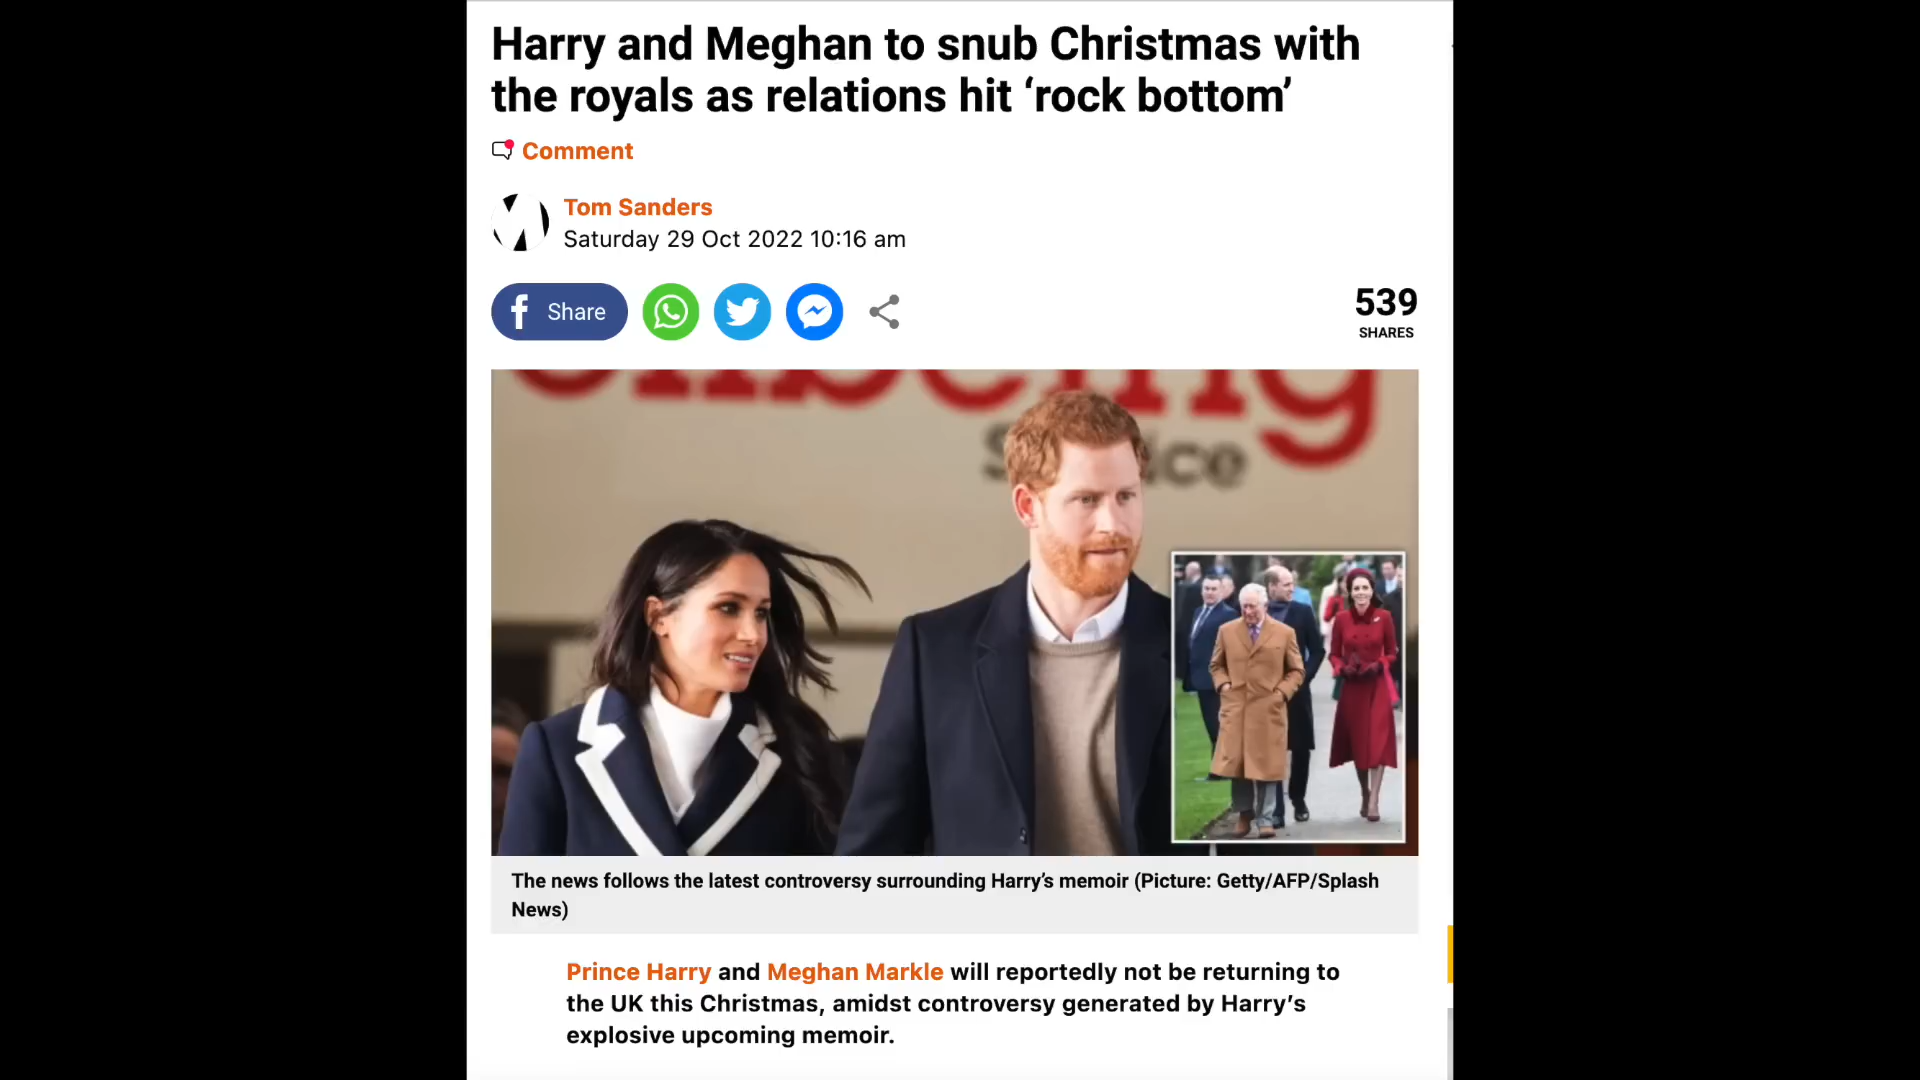 Harry and Meghan to snub Christmas with
the royals as relations hit ‘rock bottom’
Comment
Tom Sanders
Saturday 29 Oct 2022 10:16 am
Share
539
SHARES
The news follows the latest controversy surrounding Harry’s memoir (Picture: Getty/AFP/Splash
News)
Prince Harry and Meghan Markle will reportedly not be returning to
the UK this Christmas, amidst controversy generated by Harry’s
explosive upcoming memoir.